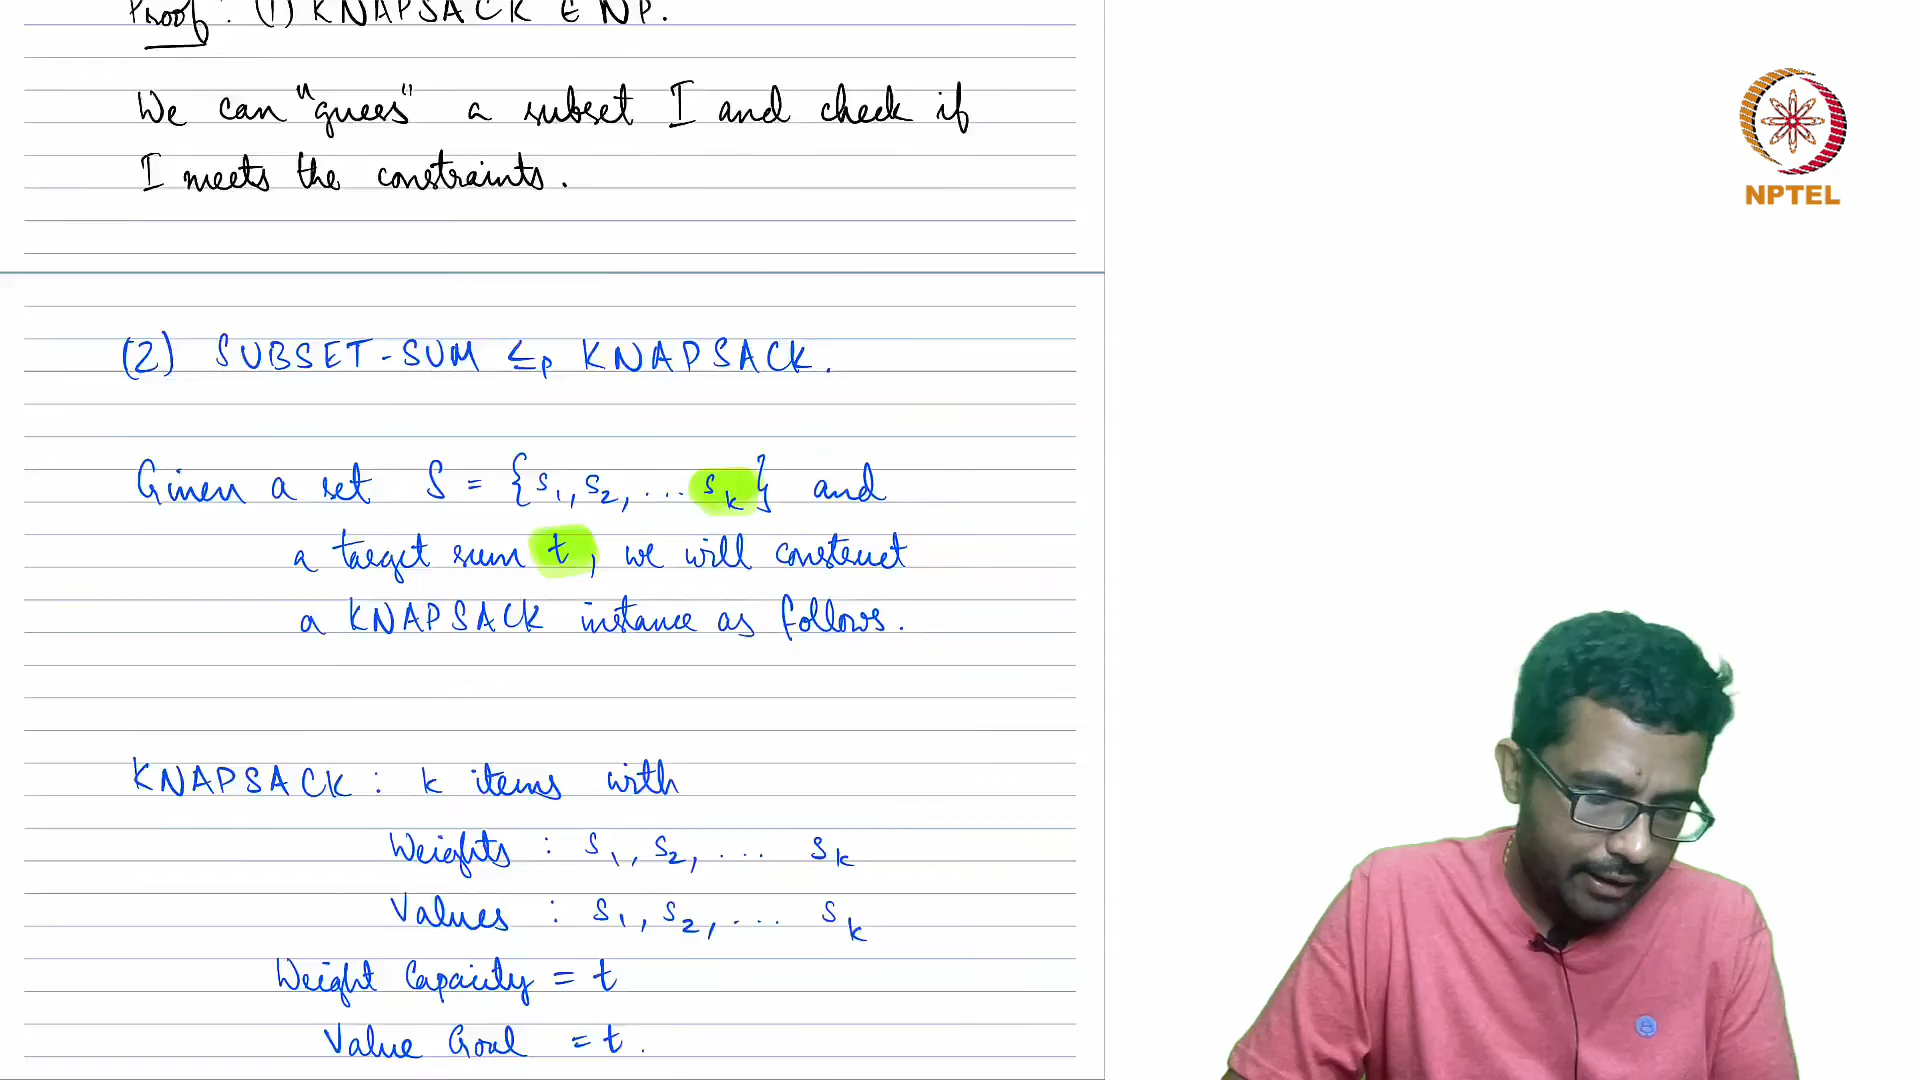 Proof : (1) KNAPSACK ∈ NP.
We can "guess" a subset I and check if
I meets the constraints.
NPTEL
(2) SUBSET-SUM ≤p KNAPSACK.
Given a set S = {s₁, s₂, ... sₖ} and
a target sum t, we will construct
a KNAPSACK instance as follows.
KNAPSACK : k items with
Weights : s₁, s₂, ... sₖ
Values : s₁, s₂, ... sₖ
Weight Capacity = t
Value Goal = t.